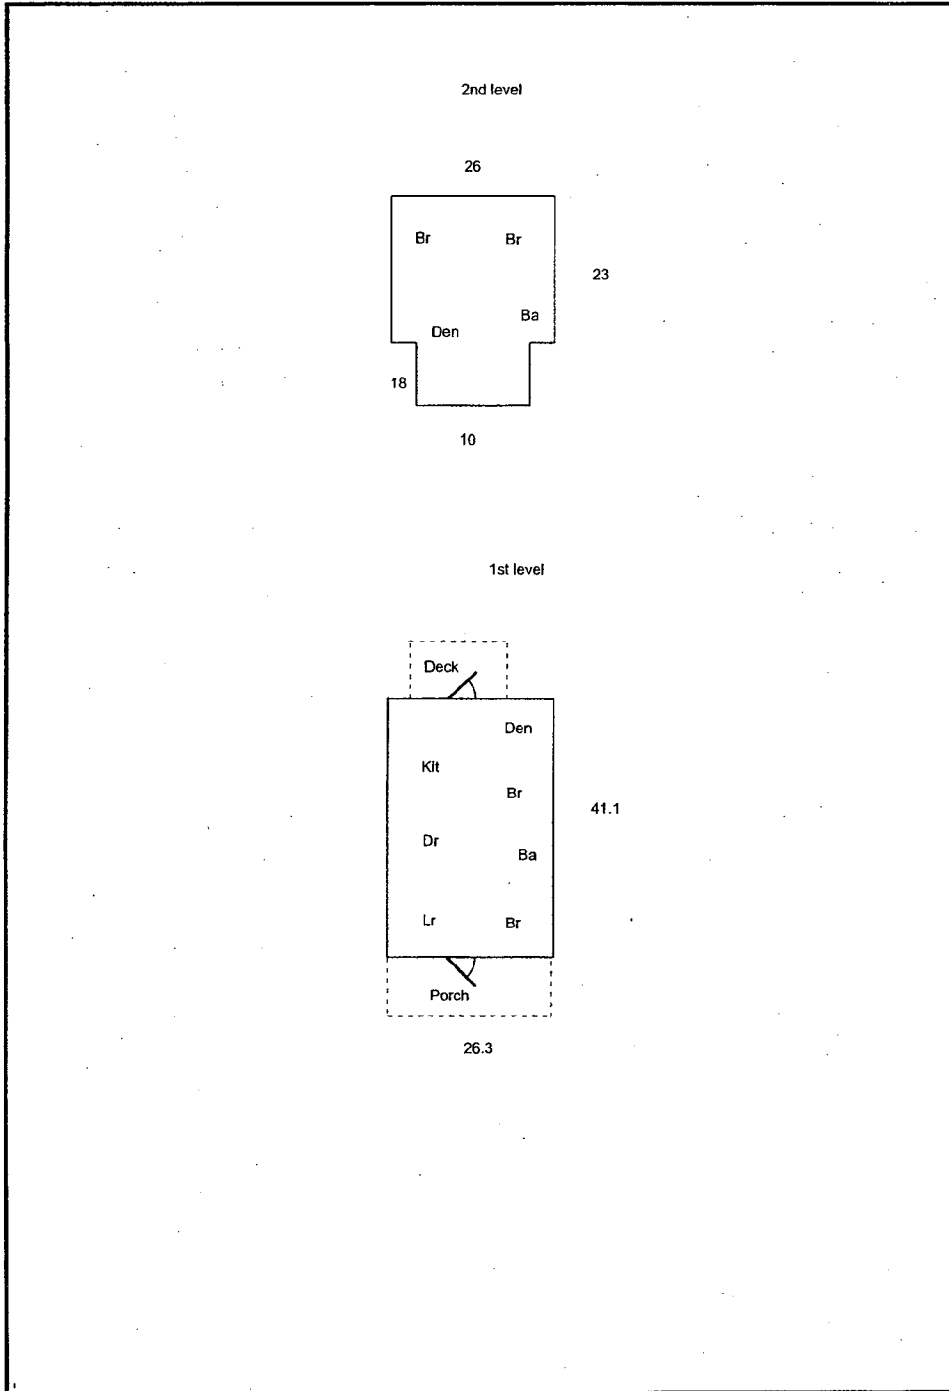 2nd level
26
Br Br
23
Ba
Den
18
10
1st level
Deck
Den
Kit
Br
41.1
Dr
Ba
Lr Br
Porch
26.3